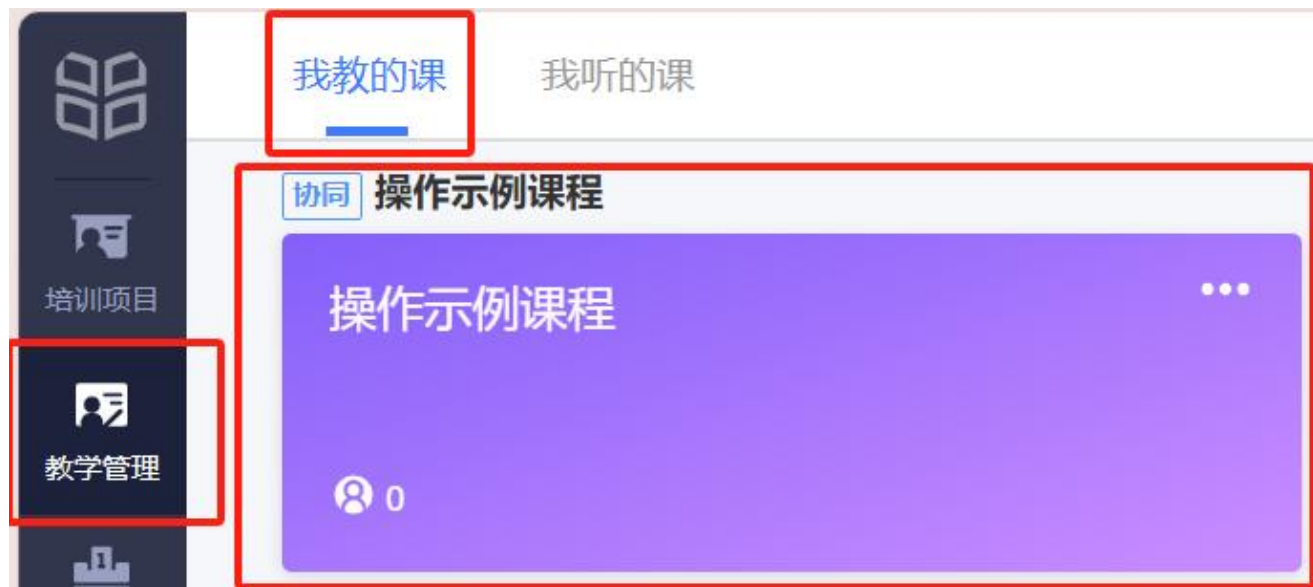 我教的课 我听的课
协同 操作示例课程
培训项目
操作示例课程
教学管理
0
1